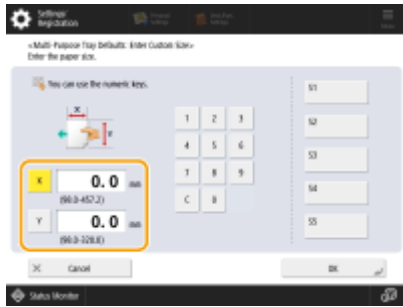 Settings/
Registration
<Multi-Purpose Tray Defaults: Enter Custom Size>
Enter the paper size.
You can use the numeric keys.
X
Y
1 2 3
4 5 6
7 8 9
C 0
X 0.0 mm
(98.0-457.2)
Y 0.0 mm
(98.0-320.0)
S1
S2
S3
S4
S5
Cancel
OK
Status Monitor